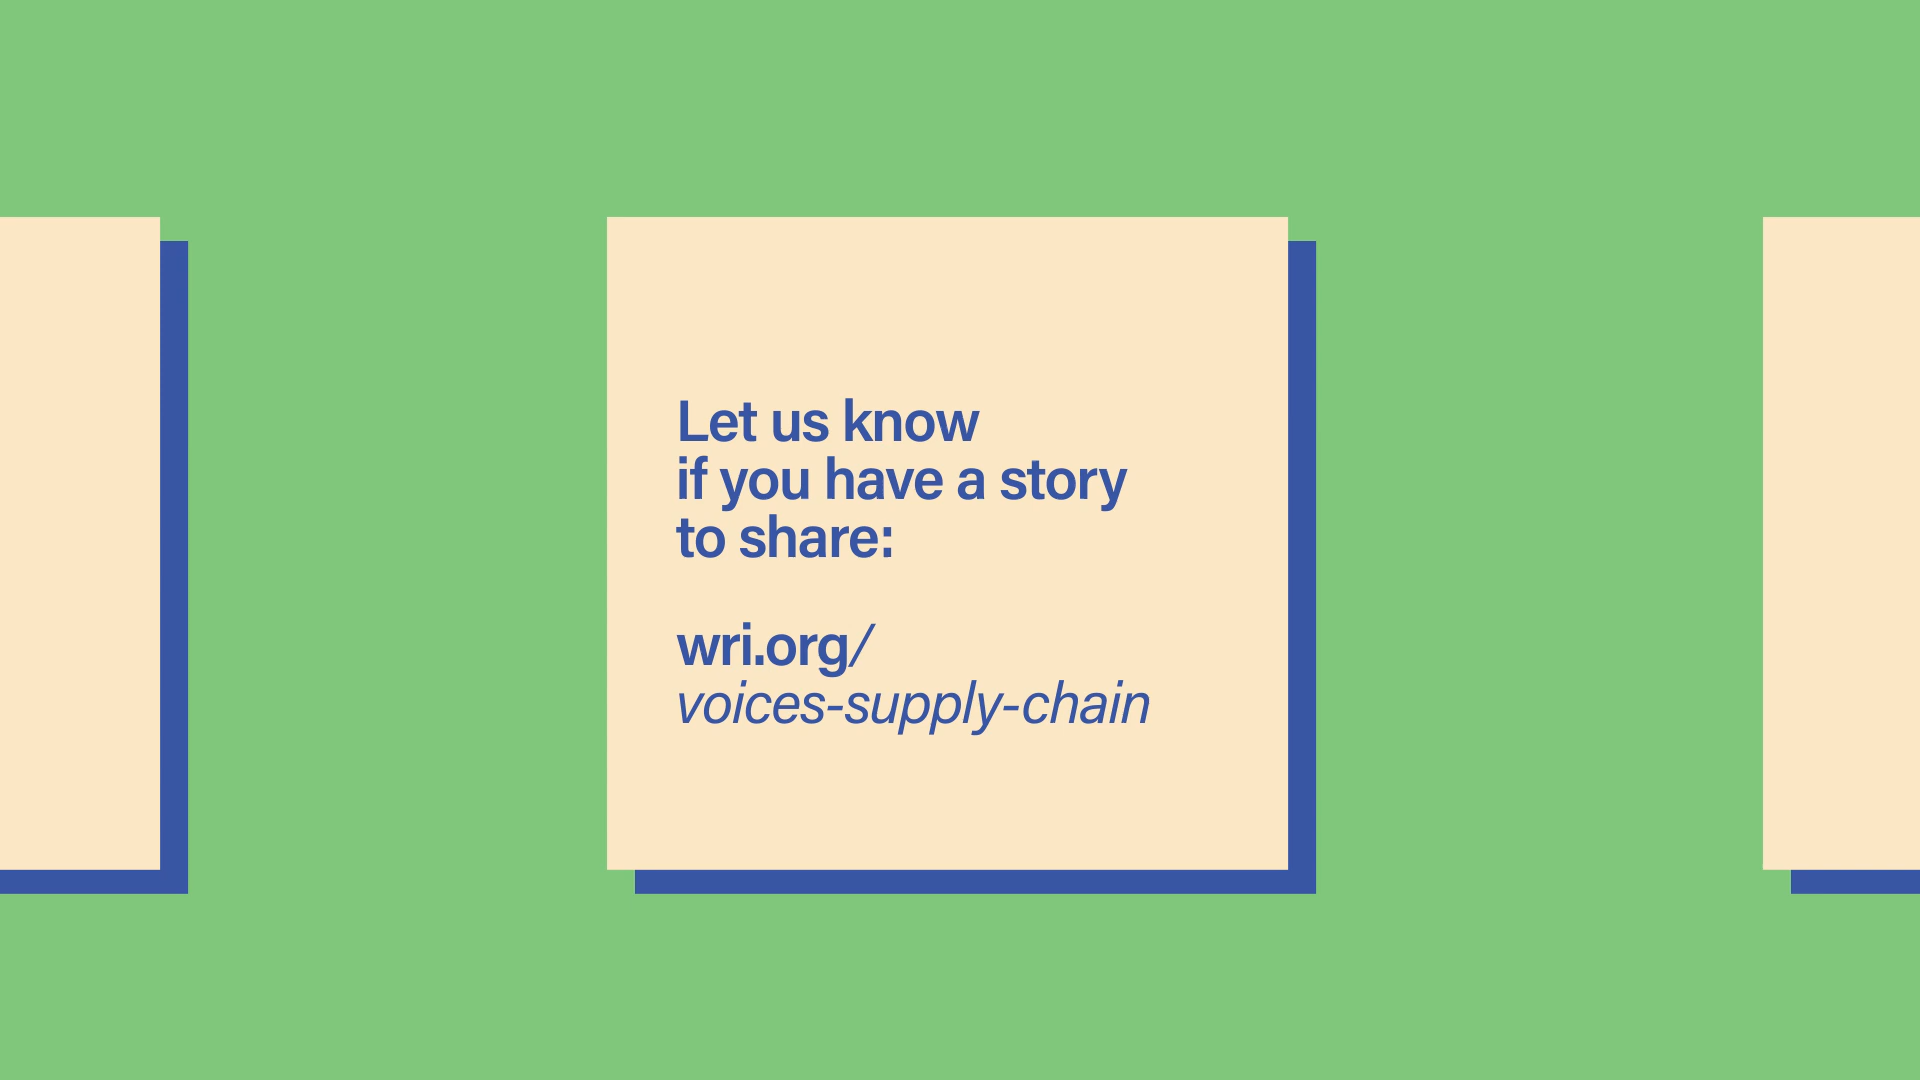 Let us know
if you have a story
to share:
wri.org/
voices-supply-chain